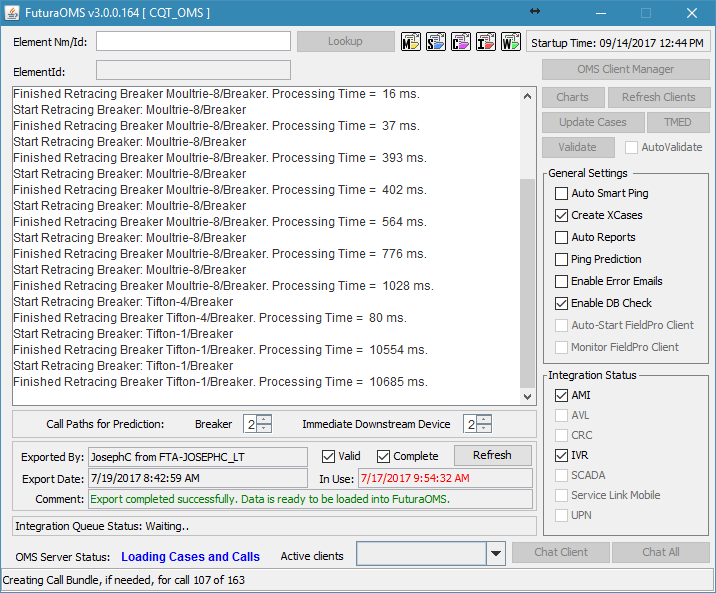 FuturaOMS v3.0.0.164 [ CQT_OMS ]
Element Nm/Id:
Lookup
M S C I W
Startup Time: 09/14/2017 12:44 PM
ElementId:
OMS Client Manager
Charts
Refresh Clients
Update Cases
TMED
Validate
AutoValidate
Finished Retracing Breaker Moultrie-8/Breaker. Processing Time = 16 ms.
Start Retracing Breaker: Moultrie-8/Breaker
Finished Retracing Breaker Moultrie-8/Breaker. Processing Time = 37 ms.
Start Retracing Breaker: Moultrie-8/Breaker
Finished Retracing Breaker Moultrie-8/Breaker. Processing Time = 393 ms.
Start Retracing Breaker: Moultrie-8/Breaker
Finished Retracing Breaker Moultrie-8/Breaker. Processing Time = 402 ms.
Start Retracing Breaker: Moultrie-8/Breaker
Finished Retracing Breaker Moultrie-8/Breaker. Processing Time = 564 ms.
Start Retracing Breaker: Moultrie-8/Breaker
Finished Retracing Breaker Moultrie-8/Breaker. Processing Time = 776 ms.
Start Retracing Breaker: Moultrie-8/Breaker
Finished Retracing Breaker Moultrie-8/Breaker. Processing Time = 1028 ms.
Start Retracing Breaker: Tifton-4/Breaker
Finished Retracing Breaker Tifton-4/Breaker. Processing Time = 80 ms.
Start Retracing Breaker: Tifton-1/Breaker
Finished Retracing Breaker Tifton-1/Breaker. Processing Time = 10554 ms.
Start Retracing Breaker: Tifton-1/Breaker
Finished Retracing Breaker Tifton-1/Breaker. Processing Time = 10685 ms.
General Settings
Auto Smart Ping
Create XCases
Auto Reports
Ping Prediction
Enable Error Emails
Enable DB Check
Auto-Start FieldPro Client
Monitor FieldPro Client
Integration Status
AMI
AVL
CRC
IVR
SCADA
Service Link Mobile
UPN
Call Paths for Prediction: Breaker 2 Immediate Downstream Device 2
Exported By: JosephC from FTA-JOSEPHC_LT Valid Complete Refresh
Export Date: 7/19/2017 8:42:59 AM In Use: 7/17/2017 9:54:32 AM
Comment: Export completed successfully. Data is ready to be loaded into FuturaOMS.
Integration Queue Status: Waiting..
OMS Server Status: Loading Cases and Calls Active clients
Chat Client
Chat All
Creating Call Bundle, if needed, for call 107 of 163